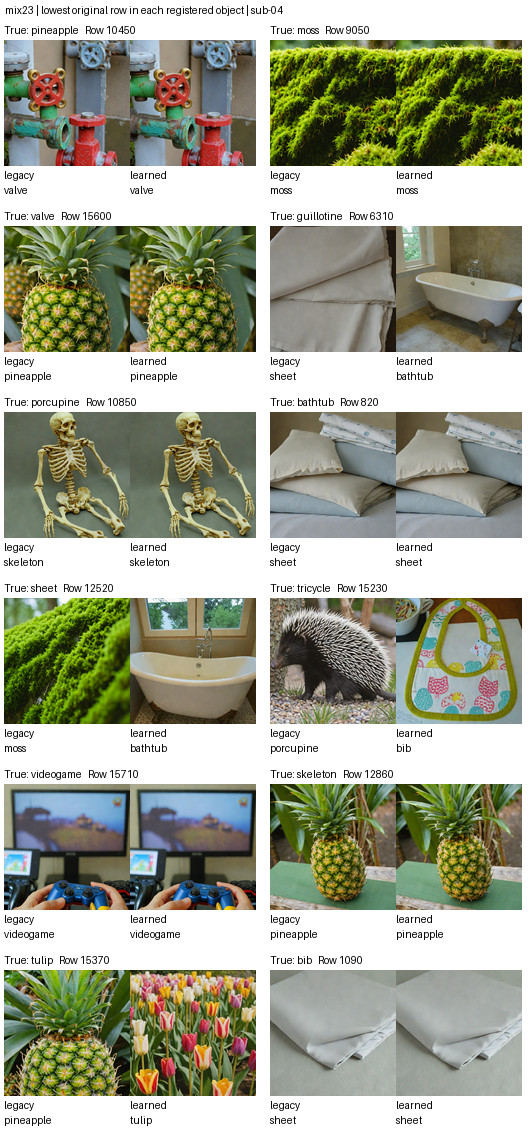 mix23 | lowest original row in each registered object | sub-04
True: pineapple Row 10450
legacy
valve
learned
valve
True: moss Row 9050
legacy
moss
learned
moss
True: valve Row 15600
legacy
pineapple
learned
pineapple
True: guillotine Row 6310
legacy
sheet
learned
bathtub
True: porcupine Row 10850
legacy
skeleton
learned
skeleton
True: bathtub Row 820
legacy
sheet
learned
sheet
True: sheet Row 12520
legacy
moss
learned
bathtub
True: tricycle Row 15230
legacy
porcupine
learned
bib
True: videogame Row 15710
legacy
videogame
learned
videogame
True: skeleton Row 12860
legacy
pineapple
learned
pineapple
True: tulip Row 15370
legacy
pineapple
learned
tulip
True: bib Row 1090
legacy
sheet
learned
sheet